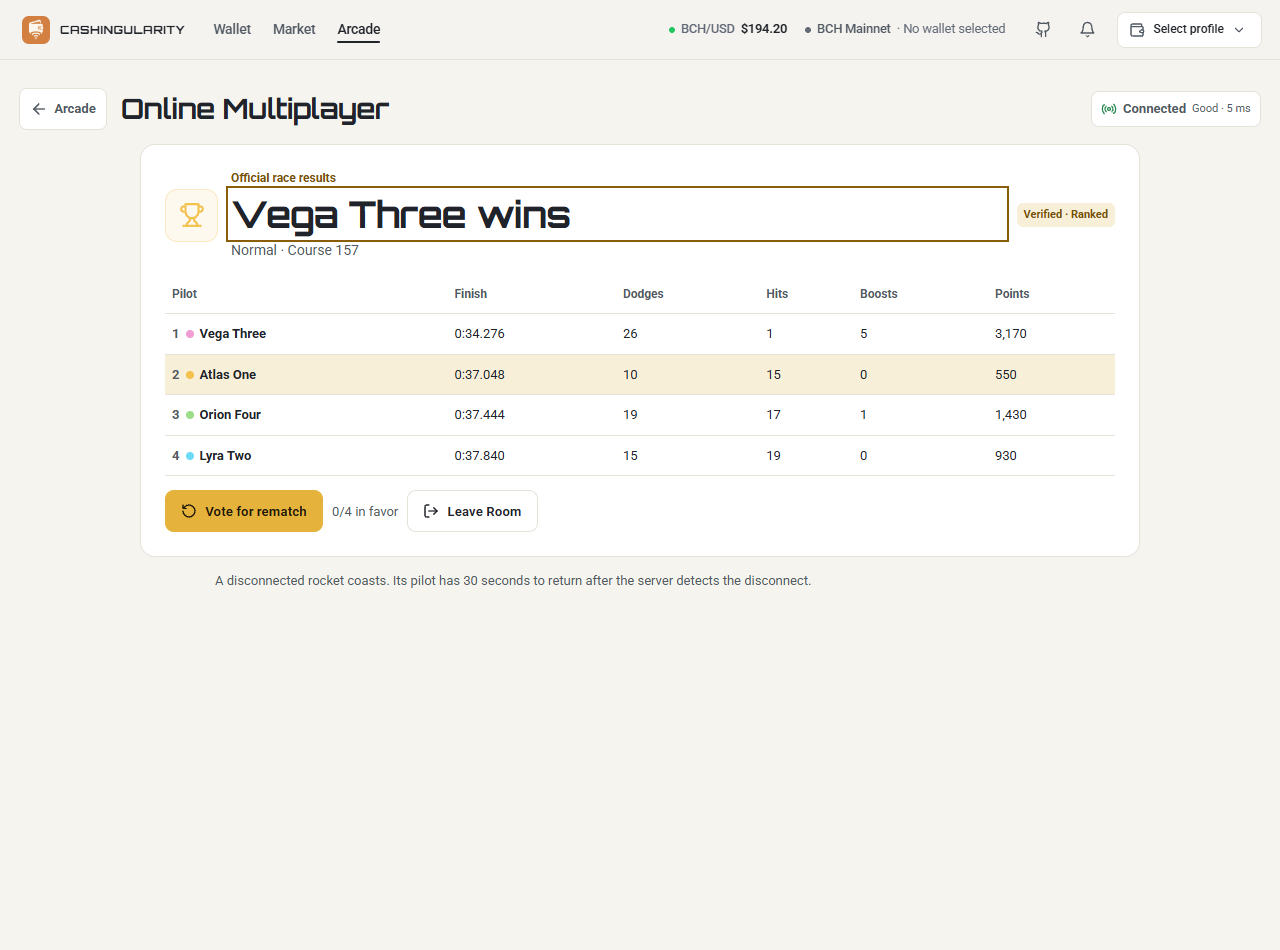 CASHINGULARITY Wallet Market Arcade BCH/USD $194.20 BCH Mainnet · No wallet selected Select profile
Arcade Online Multiplayer Connected Good · 5 ms
Official race results
Vega Three wins
Verified · Ranked
Normal · Course 157
Pilot Finish Dodges Hits Boosts Points
1 Vega Three 0:34.276 26 1 5 3,170
2 Atlas One 0:37.048 10 15 0 550
3 Orion Four 0:37.444 19 17 1 1,430
4 Lyra Two 0:37.840 15 19 0 930
Vote for rematch 0/4 in favor Leave Room
A disconnected rocket coasts. Its pilot has 30 seconds to return after the server detects the disconnect.